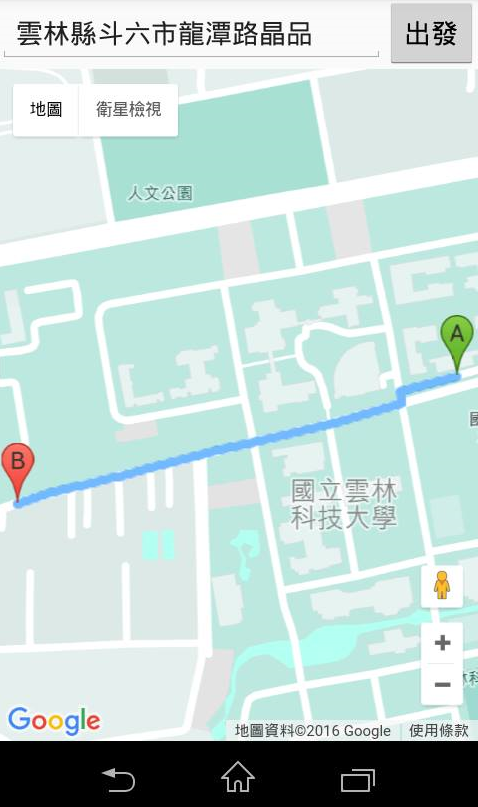 雲林縣斗六市龍潭路晶品
出發
地圖
衛星檢視
人文公園
A
B
國立雲林
科技大學
+
−
Google
地圖資料©2016 Google
使用條款